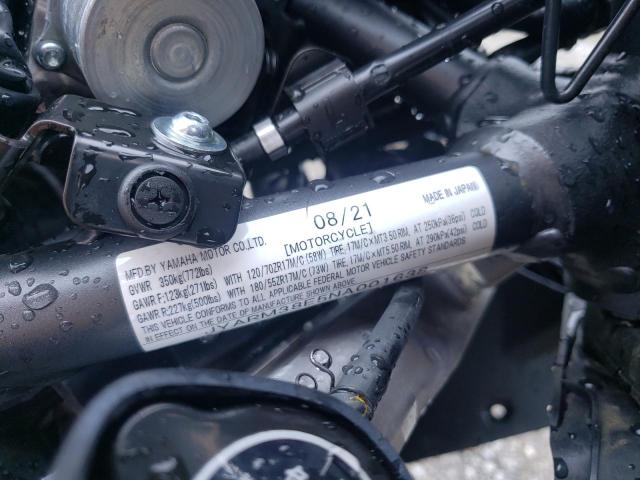 08/21
[MOTORCYCLE]
MADE IN JAPAN
MFD.BY YAMAHA MOTOR CO.,LTD.
GVWR 350kg(772lbs)
GAWR F:123kg(271lbs) WITH 120/70ZR17M/C(58W) TIRE, 17M/C×MT3.50 RIM, AT 250kPa(36psi) COLD
GAWR R:227kg(500lbs) WITH 180/55ZR17M/C(73W) TIRE, 17M/C×MT5.50 RIM, AT 290kPa(42psi) COLD
THIS VEHICLE CONFORMS TO ALL APPLICABLE FEDERAL MOTOR VEHICLE SAFETY STANDARDS
IN EFFECT ON THE DATE OF